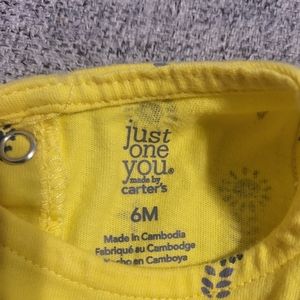 just
one
you®
made by
carter's
6M
Made in Cambodia
Fabriqué au Cambodge
Hecho en Camboya